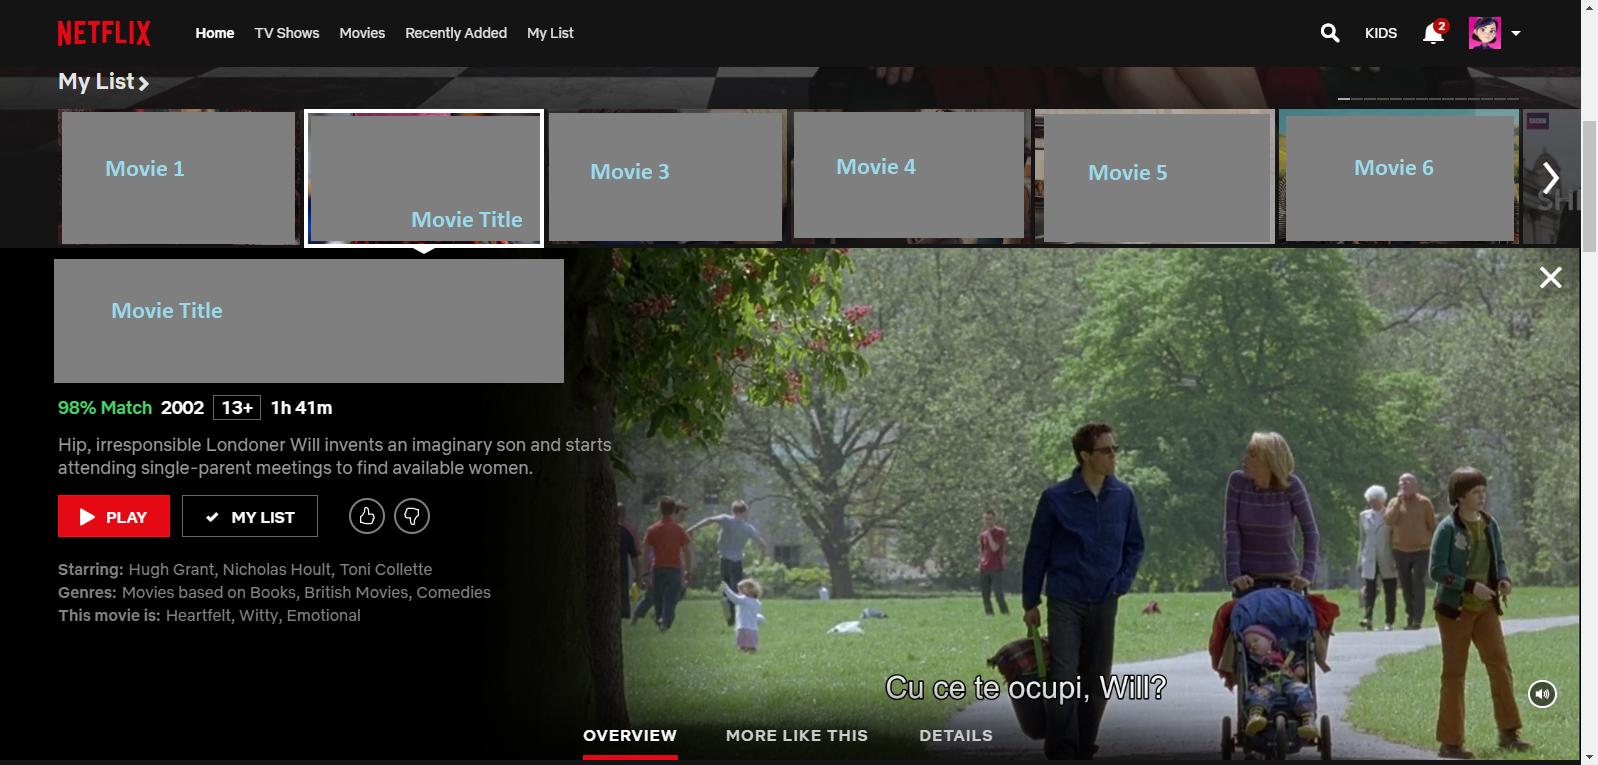 NETFLIX
Home TV Shows Movies Recently Added My List
KIDS
2
My List
Movie 1
Movie Title
Movie 3
Movie 4
Movie 5
Movie 6
Movie Title
98% Match 2002 13+ 1h 41m
Hip, irresponsible Londoner Will invents an imaginary son and starts
attending single-parent meetings to find available women.
PLAY MY LIST
Starring: Hugh Grant, Nicholas Hoult, Toni Collette
Genres: Movies based on Books, British Movies, Comedies
This movie is: Heartfelt, Witty, Emotional
Cu ce te ocupi, Will?
OVERVIEW MORE LIKE THIS DETAILS